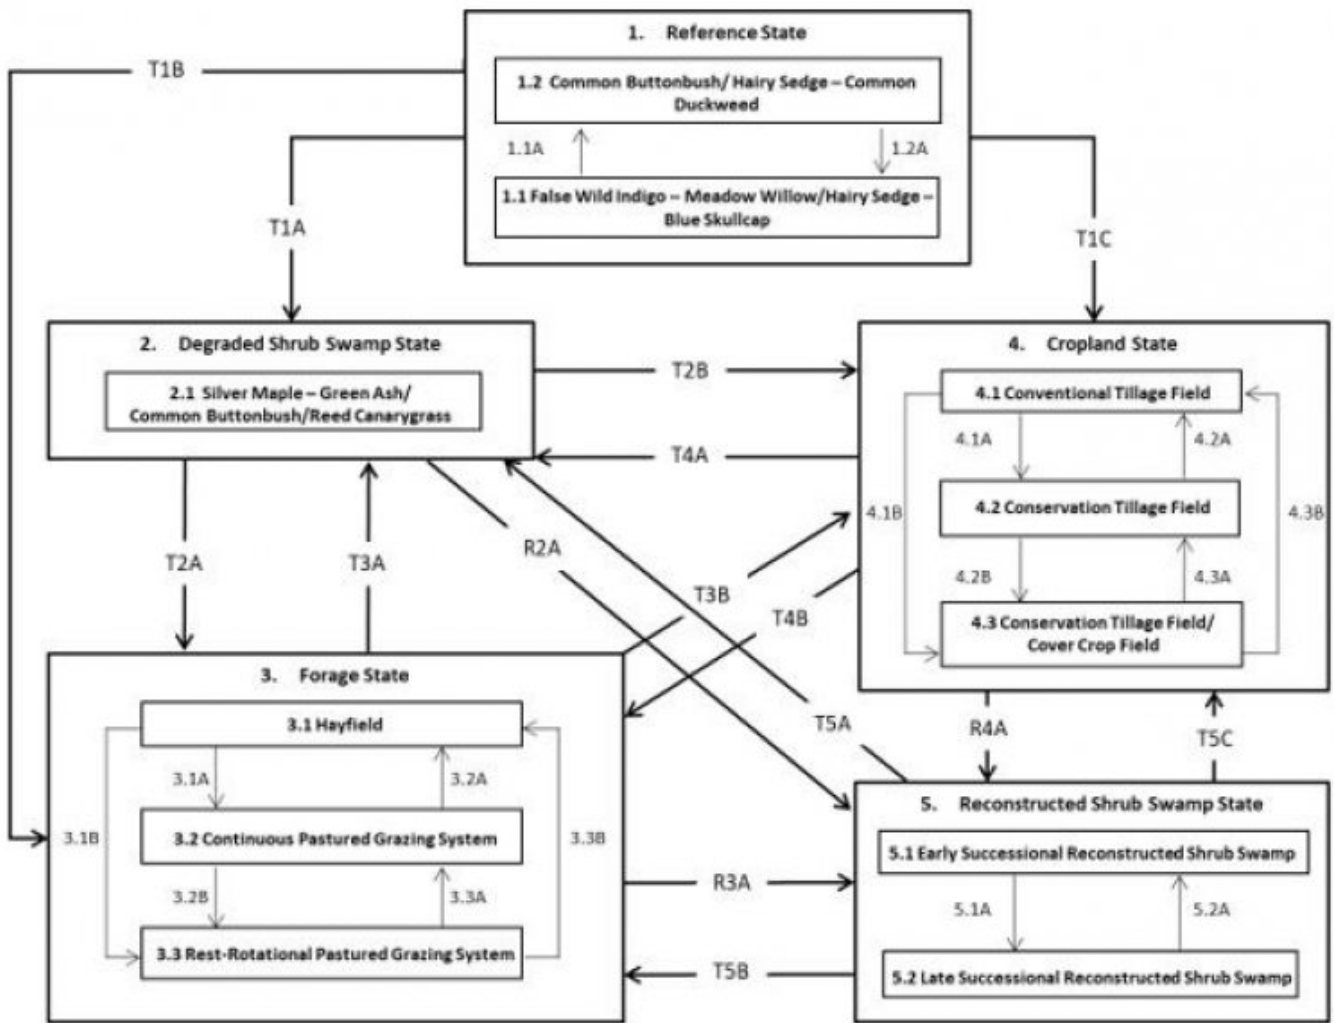 1. Reference State
1.2 Common Buttonbush/ Hairy Sedge – Common
Duckweed
1.1A
1.2A
1.1 False Wild Indigo – Meadow Willow/Hairy Sedge –
Blue Skullcap
T1B
T1A
T1C
2. Degraded Shrub Swamp State
2.1 Silver Maple – Green Ash/
Common Buttonbush/Reed Canarygrass
T2B
T4A
4. Cropland State
4.1 Conventional Tillage Field
4.1A
4.2A
4.2 Conservation Tillage Field
4.1B
4.3B
4.2B
4.3A
4.3 Conservation Tillage Field/
Cover Crop Field
T2A
T3A
R2A
T3B
T4B
T5A
R4A
T5C
3. Forage State
3.1 Hayfield
3.1A
3.2A
3.2 Continuous Pastured Grazing System
3.1B
3.3B
3.2B
3.3A
3.3 Rest-Rotational Pastured Grazing System
R3A
T5B
5. Reconstructed Shrub Swamp State
5.1 Early Successional Reconstructed Shrub Swamp
5.1A
5.2A
5.2 Late Successional Reconstructed Shrub Swamp